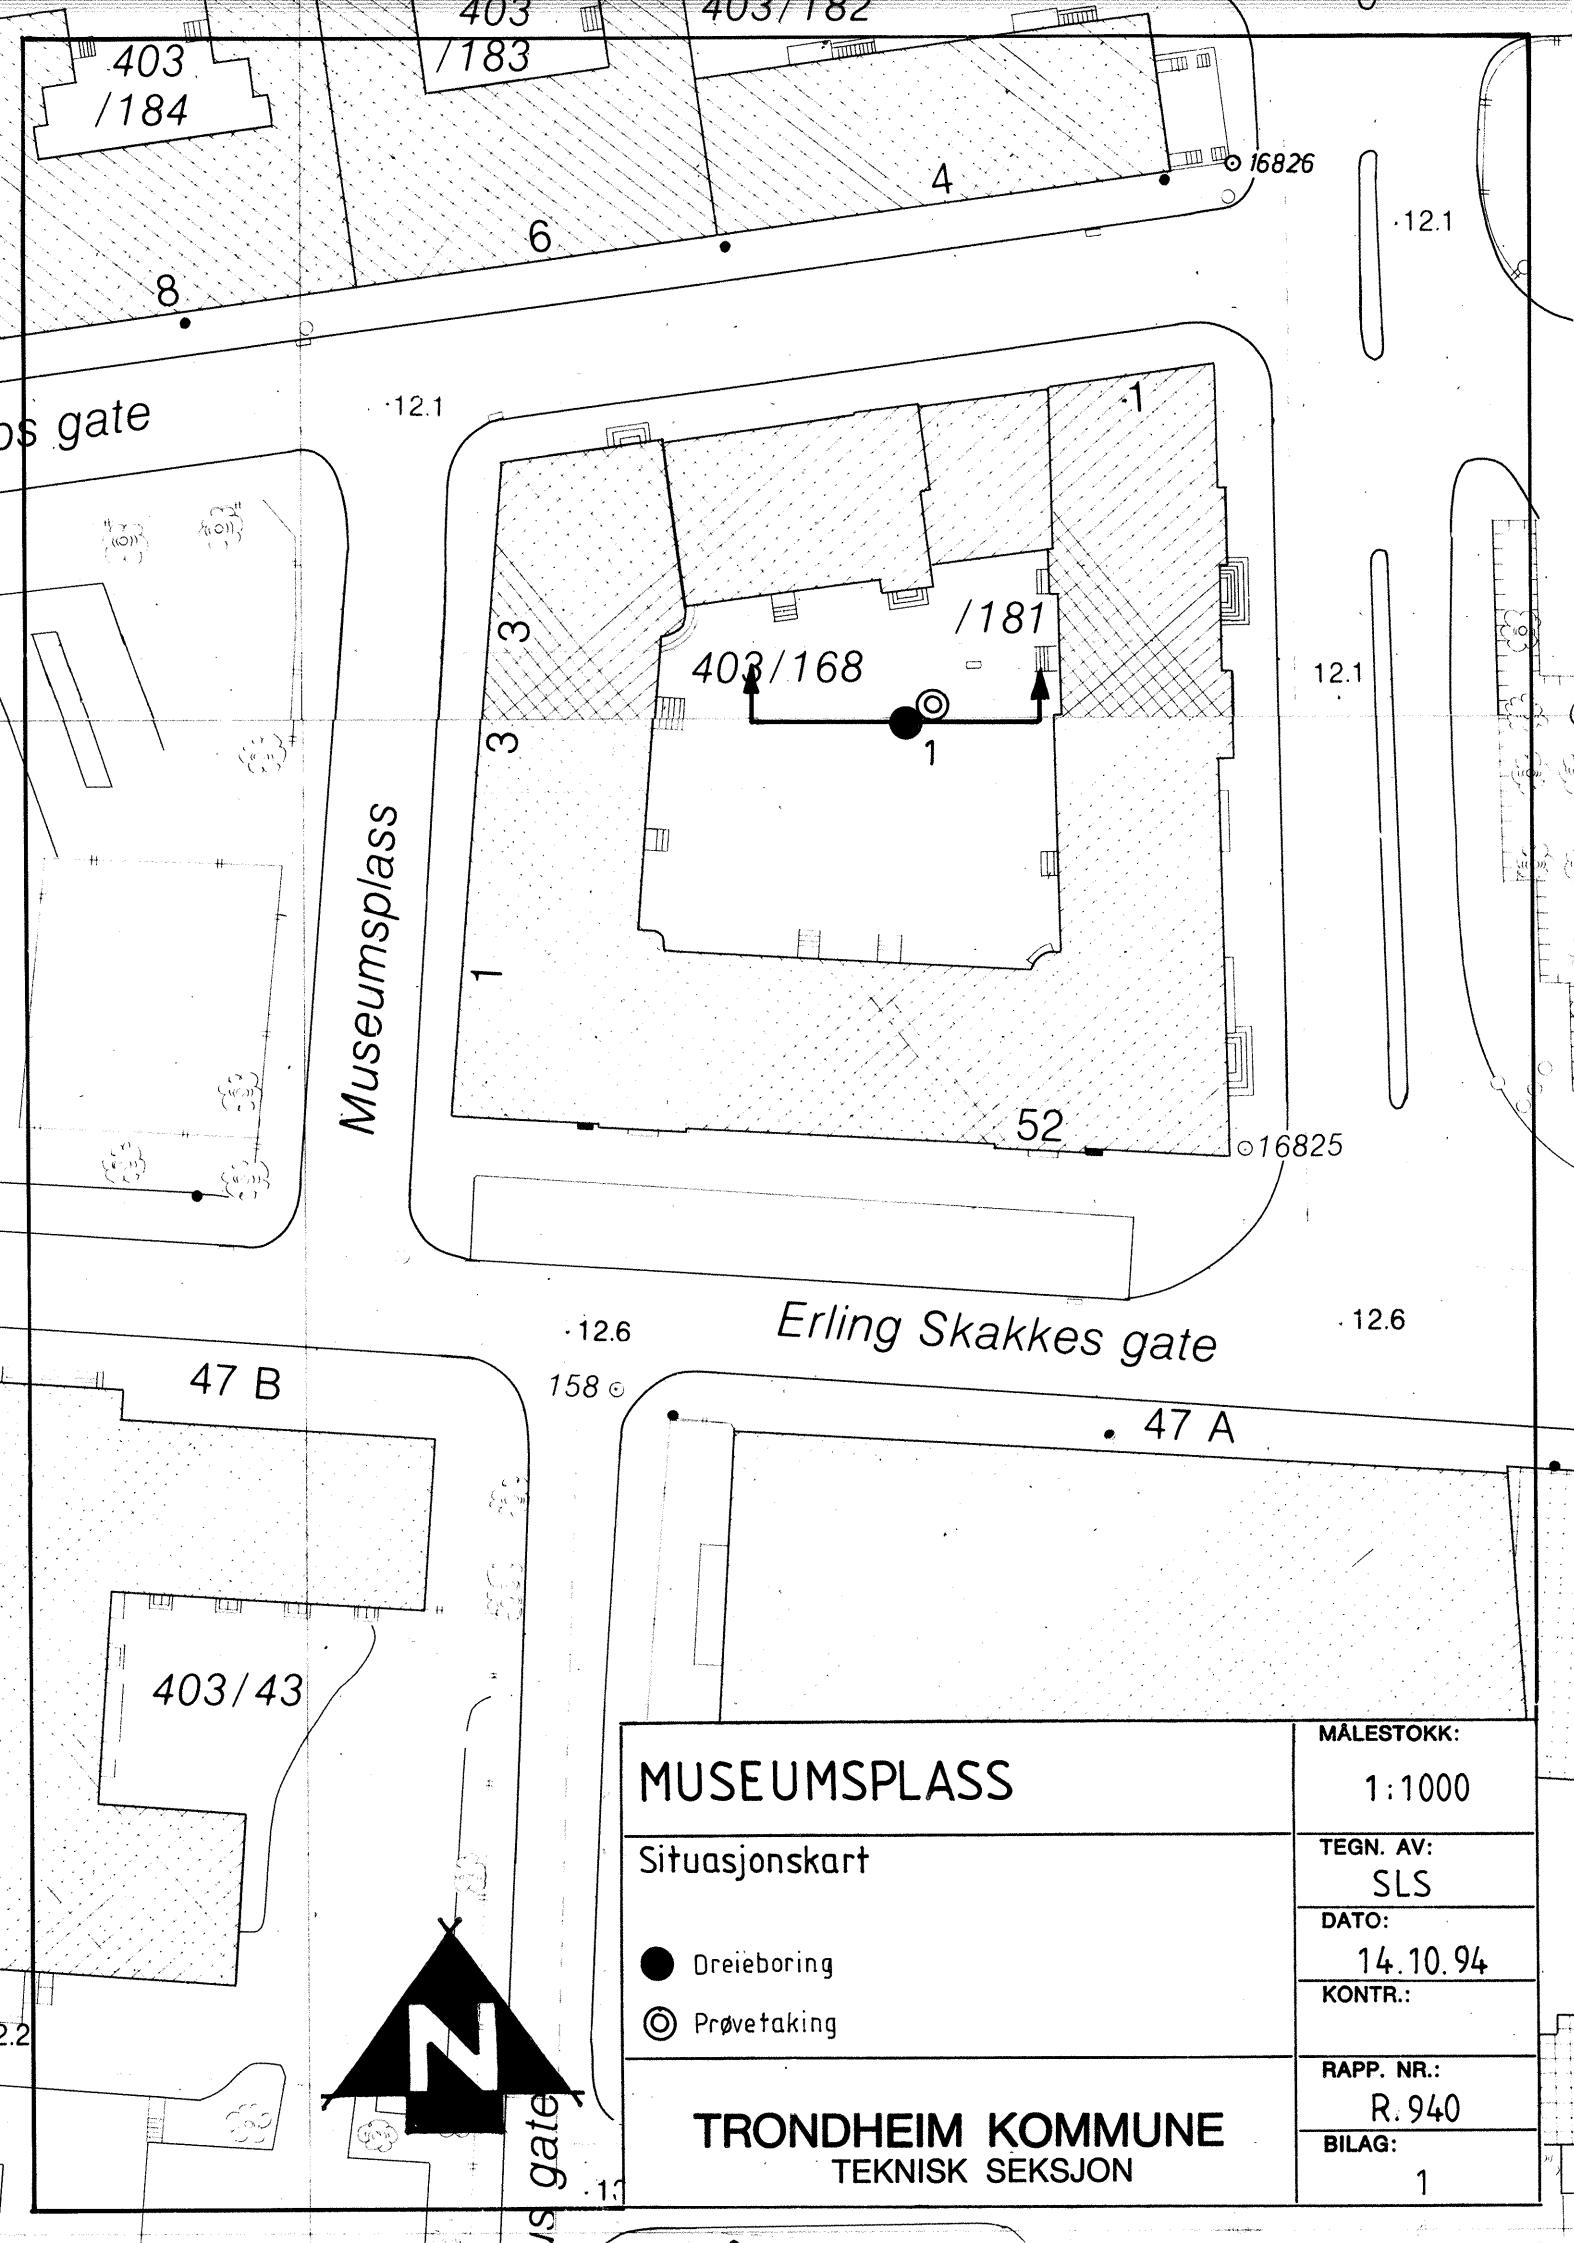 403
/184
403
/183
403/182
4
6
8
16826
12.1
gate
12.1
1
3
/181
403/168
12.1
3
1
Museumsplass
1
52
16825
Erling Skakkes gate
12.6
12.6
47 B
158
47 A
403/43
N
gate
MUSEUMSPLASS
Situasjonskart
Dreieboring
Prøvetaking
TRONDHEIM KOMMUNE
TEKNISK SEKSJON
MÅLESTOKK:
1:1000
TEGN. AV:
SLS
DATO:
14.10.94
KONTR.:
RAPP. NR.:
R.940
BILAG:
1